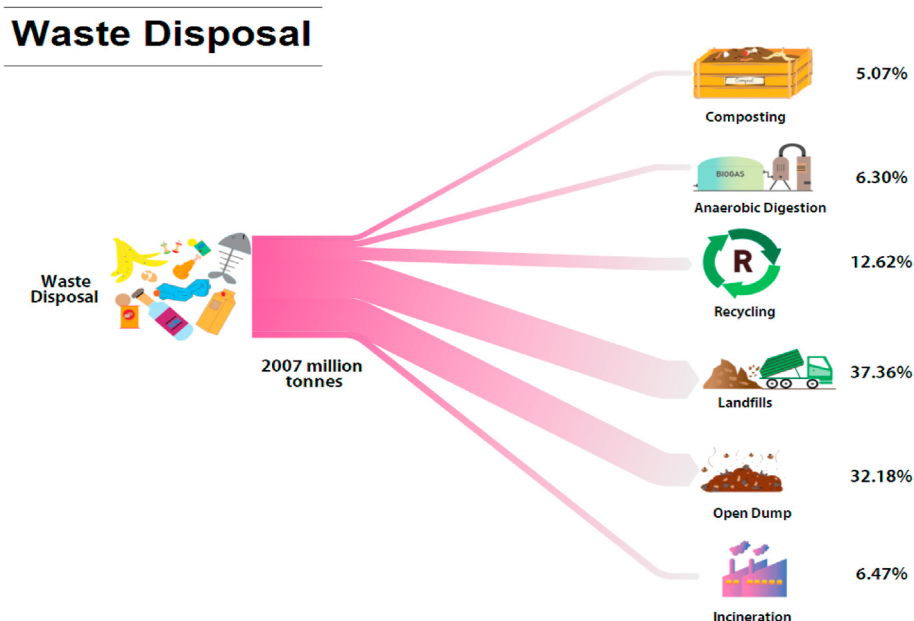 Waste Disposal
5.07%
Composting
BIOGAS
6.30%
Anaerobic Digestion
R
12.62%
Recycling
Waste
Disposal
2007 million
tonnes
37.36%
Landfills
32.18%
Open Dump
6.47%
Incineration